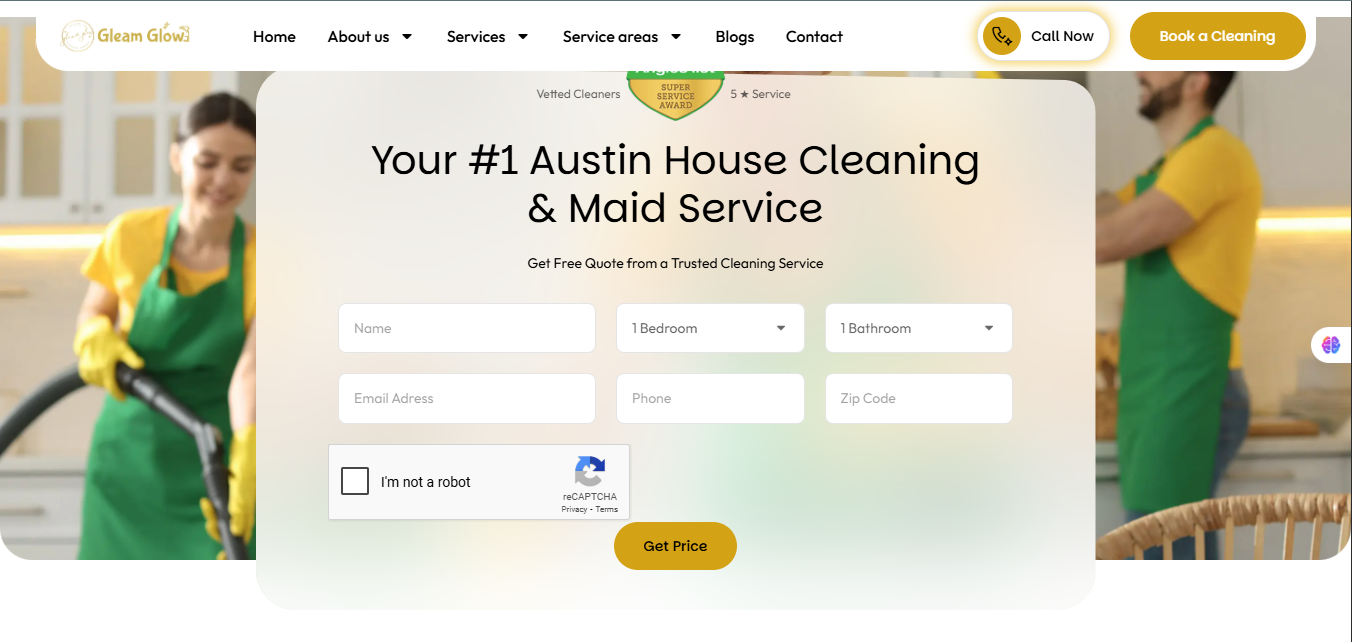 Gleam Glow
Home
About us
Services
Service areas
Blogs
Contact
Call Now
Book a Cleaning
Vetted Cleaners
SUPER
SERVICE
AWARD
5 ★ Service
Your #1 Austin House Cleaning
& Maid Service
Get Free Quote from a Trusted Cleaning Service
Name
1 Bedroom
1 Bathroom
Email Adress
Phone
Zip Code
I'm not a robot
reCAPTCHA
Privacy - Terms
Get Price